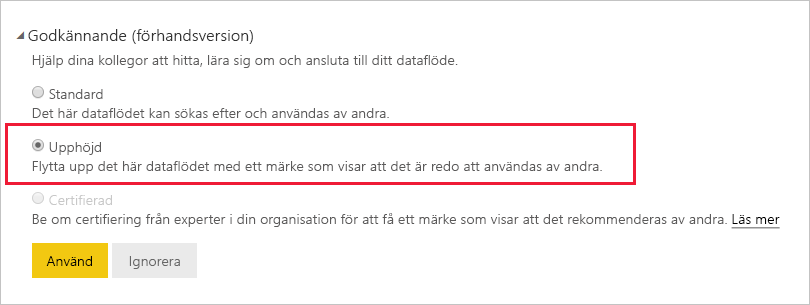 Godkännande (förhandsversion)
Hjälp dina kollegor att hitta, lära sig om och ansluta till ditt dataflöde.
Standard
Det här dataflödet kan sökas efter och användas av andra.
Upphöjd
Flytta upp det här dataflödet med ett märke som visar att det är redo att användas av andra.
Certifierad
Be om certifiering från experter i din organisation för att få ett märke som visar att det rekommenderas av andra. Läs mer
Använd Ignorera